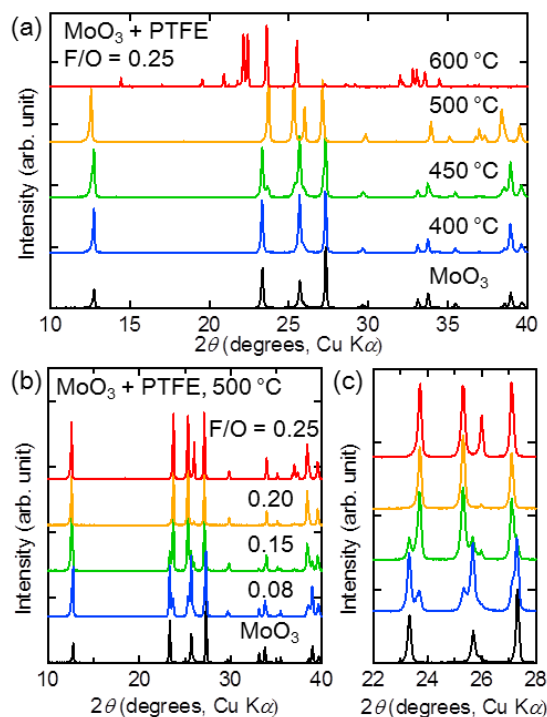 (a)
MoO₃ + PTFE
F/O = 0.25
600 °C
500 °C
450 °C
400 °C
MoO₃
Intensity (arb. unit)
10 15 20 25 30 35 40
2θ (degrees, Cu Kα)
(b) MoO₃ + PTFE, 500 °C
F/O = 0.25
0.20
0.15
0.08
MoO₃
Intensity (arb. unit)
10 20 30 40
2θ (degrees, Cu Kα)
(c)
Intensity (arb. unit)
22 24 26 28
2θ (degrees, Cu Kα)